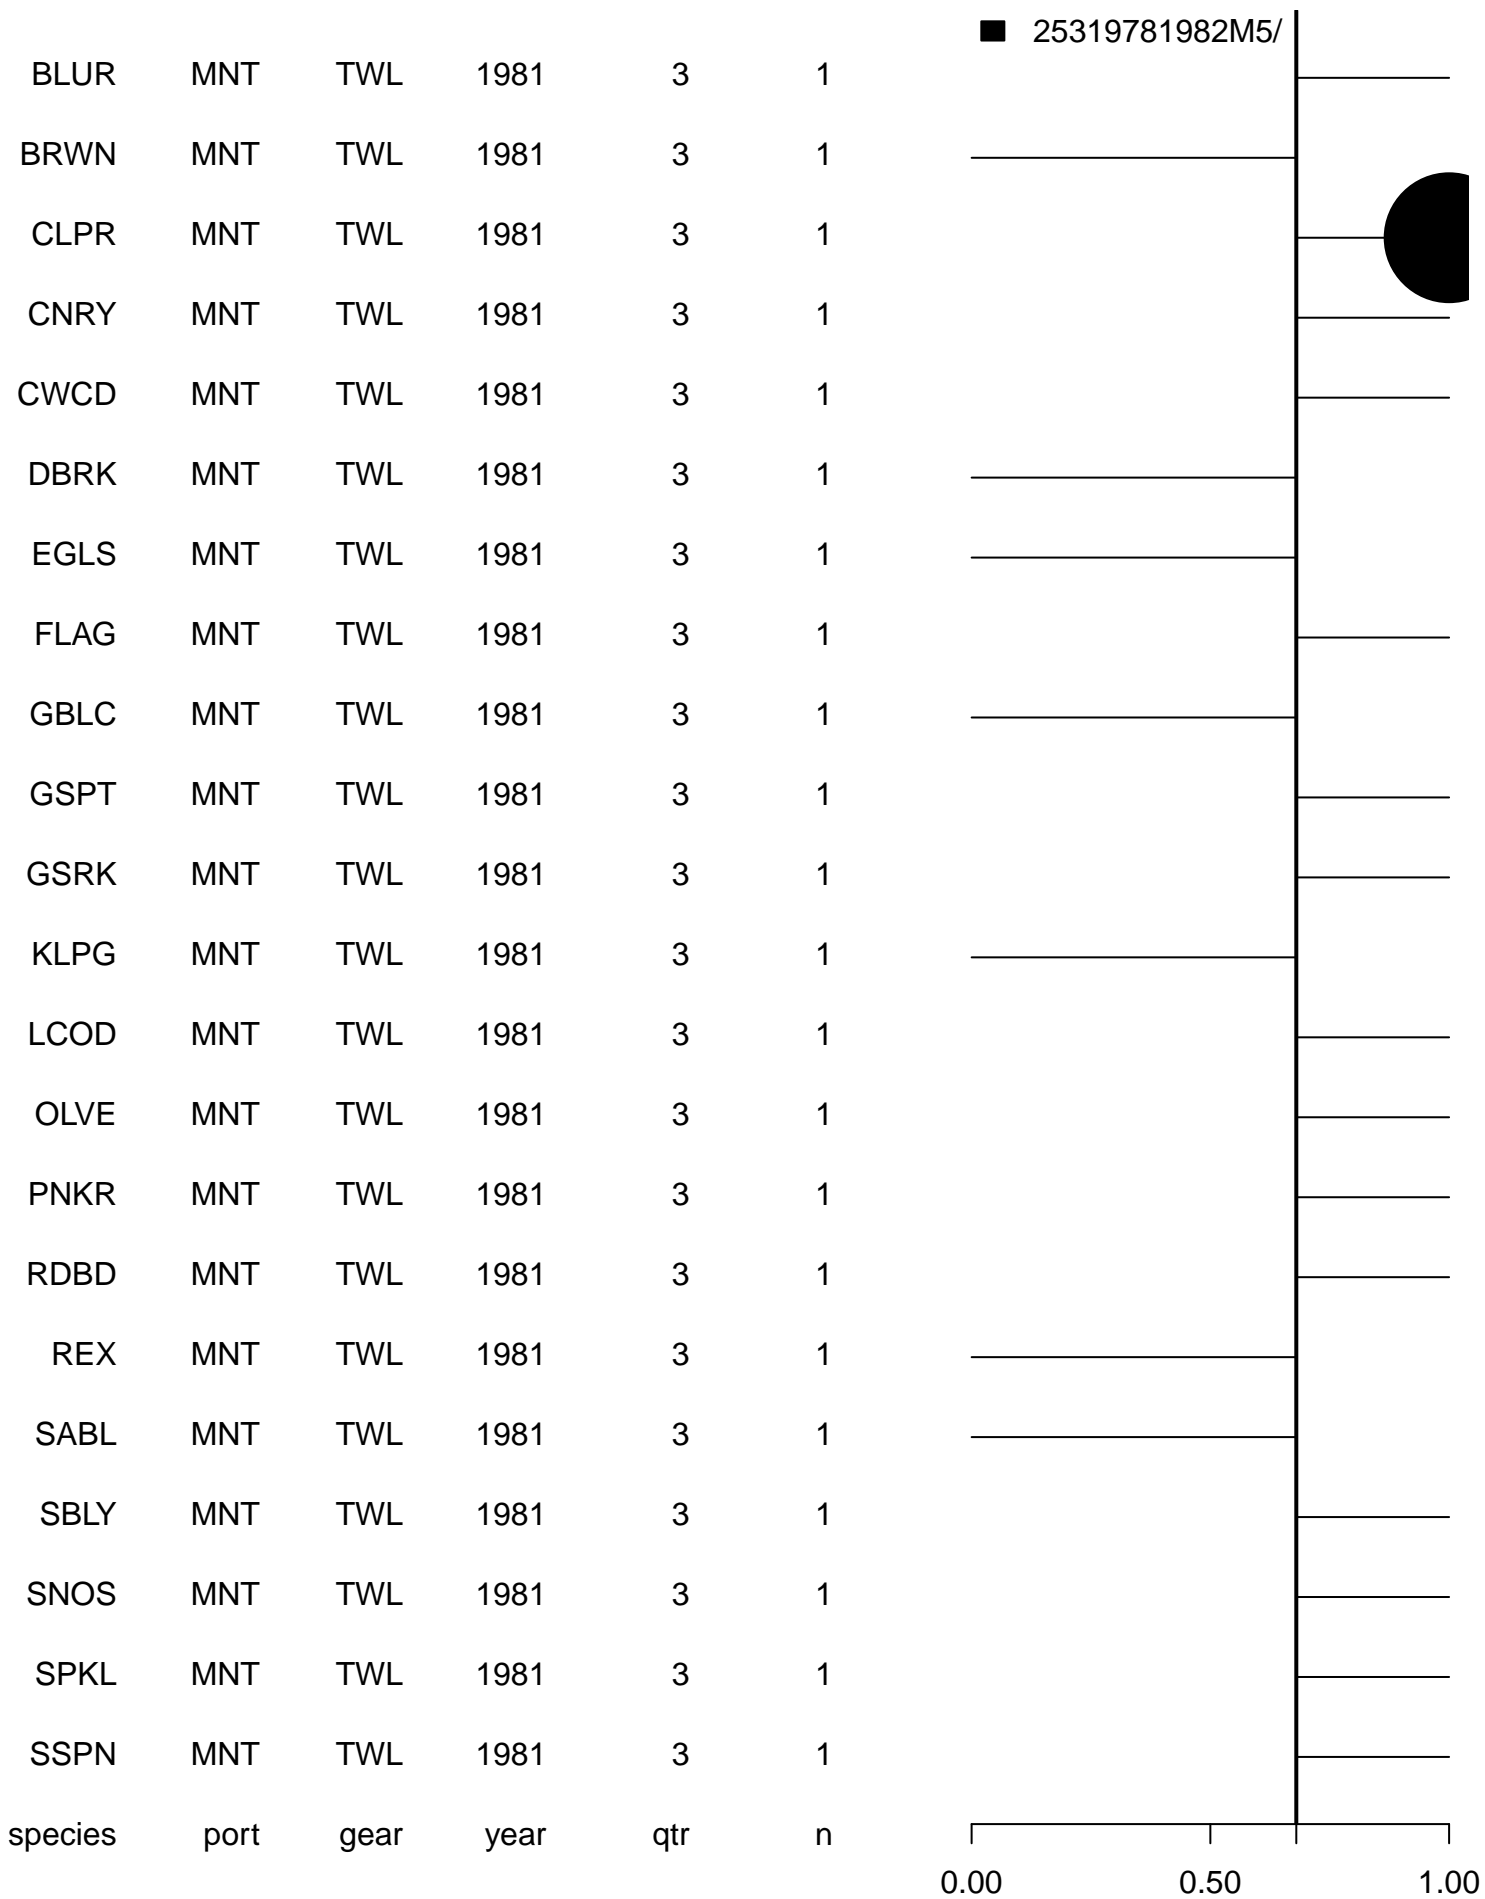 25319781982M5/
BLUR MNT TWL 1981 3 1
BRWN MNT TWL 1981 3 1
CLPR MNT TWL 1981 3 1
CNRY MNT TWL 1981 3 1
CWCD MNT TWL 1981 3 1
DBRK MNT TWL 1981 3 1
EGLS MNT TWL 1981 3 1
FLAG MNT TWL 1981 3 1
GBLC MNT TWL 1981 3 1
GSPT MNT TWL 1981 3 1
GSRK MNT TWL 1981 3 1
KLPG MNT TWL 1981 3 1
LCOD MNT TWL 1981 3 1
OLVE MNT TWL 1981 3 1
PNKR MNT TWL 1981 3 1
RDBD MNT TWL 1981 3 1
REX MNT TWL 1981 3 1
SABL MNT TWL 1981 3 1
SBLY MNT TWL 1981 3 1
SNOS MNT TWL 1981 3 1
SPKL MNT TWL 1981 3 1
SSPN MNT TWL 1981 3 1
species port gear year qtr n
0.00 0.50 1.00